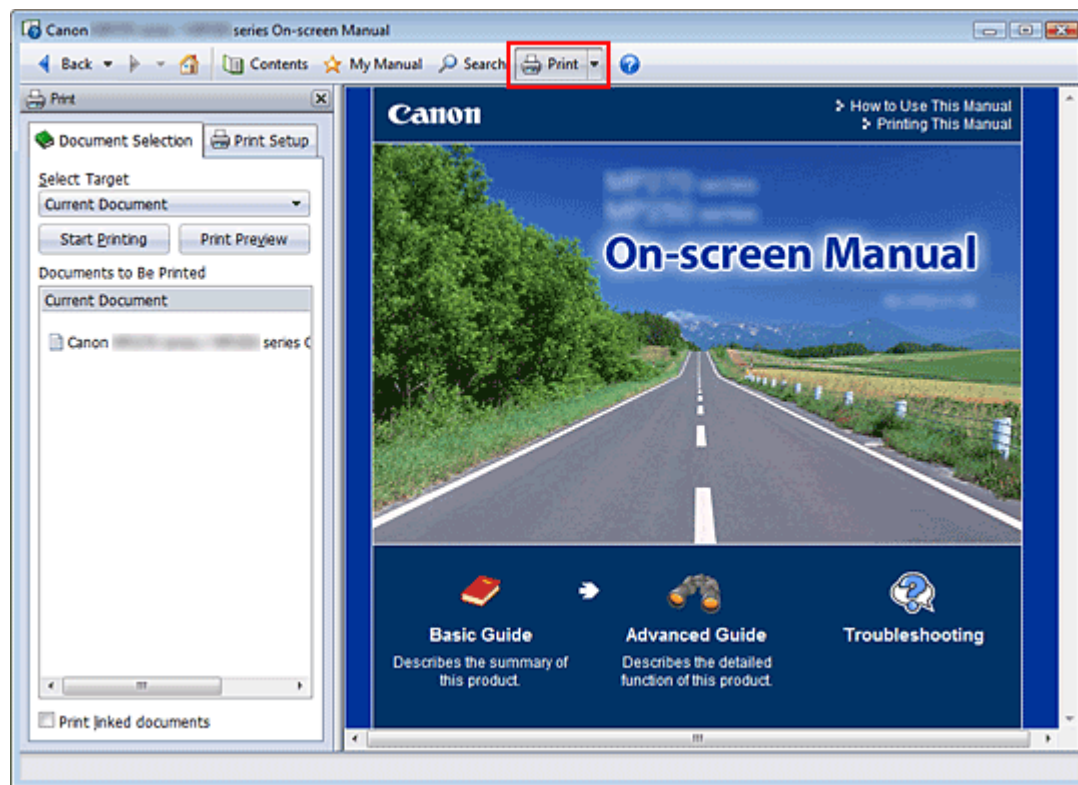 Canon series On-screen Manual
Back Contents My Manual Search Print
Print
Document Selection Print Setup
Select Target
Current Document
Start Printing Print Preview
Documents to Be Printed
Current Document
Canon series
Print linked documents
Canon
How to Use This Manual
Printing This Manual
On-screen Manual
Basic Guide
Describes the summary of
this product.
Advanced Guide
Describes the detailed
function of this product.
Troubleshooting